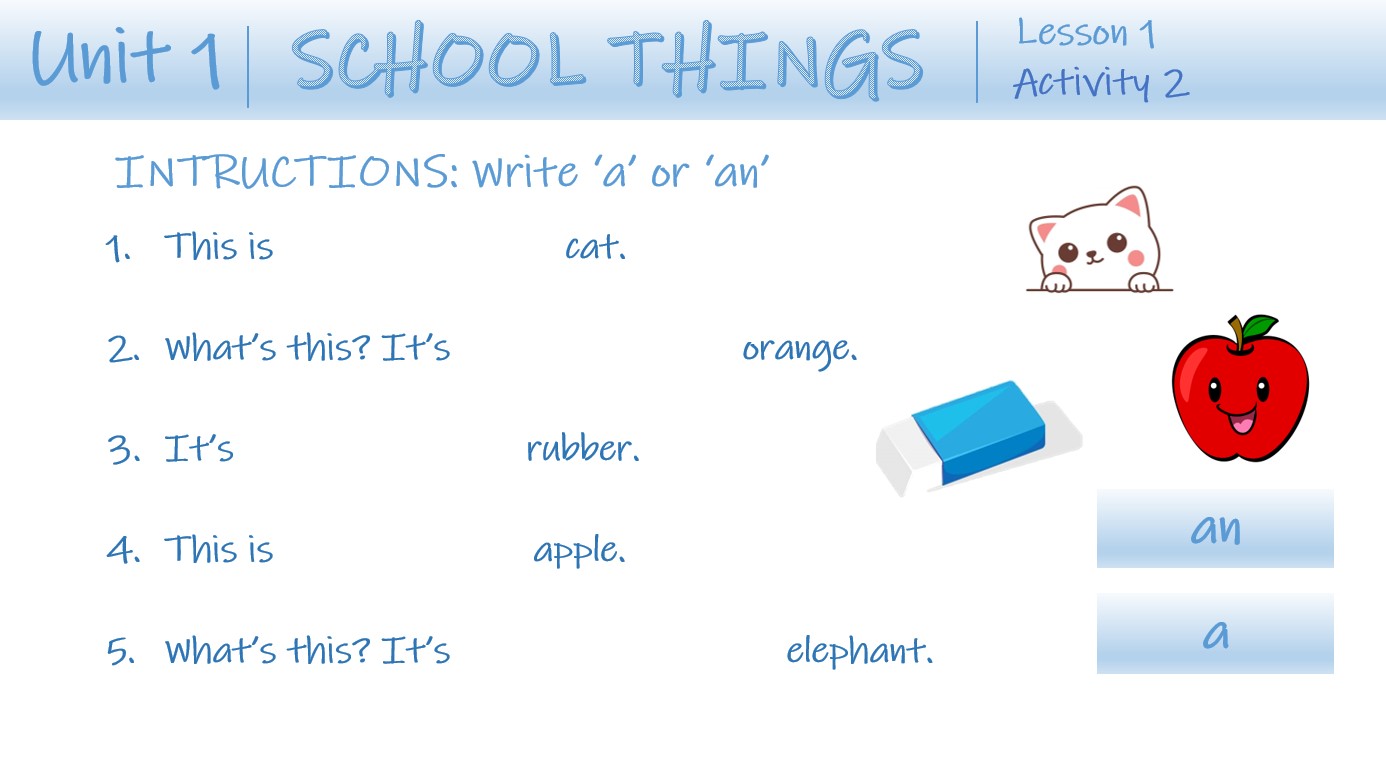 Unit 1
SCHOOL THINGS
Lesson 1
Activity 2
INTRUCTIONS: Write ‘a’ or ‘an’
1. This is cat.
2. What’s this? It’s orange.
3. It’s rubber.
4. This is apple.
5. What’s this? It’s elephant.
an
a